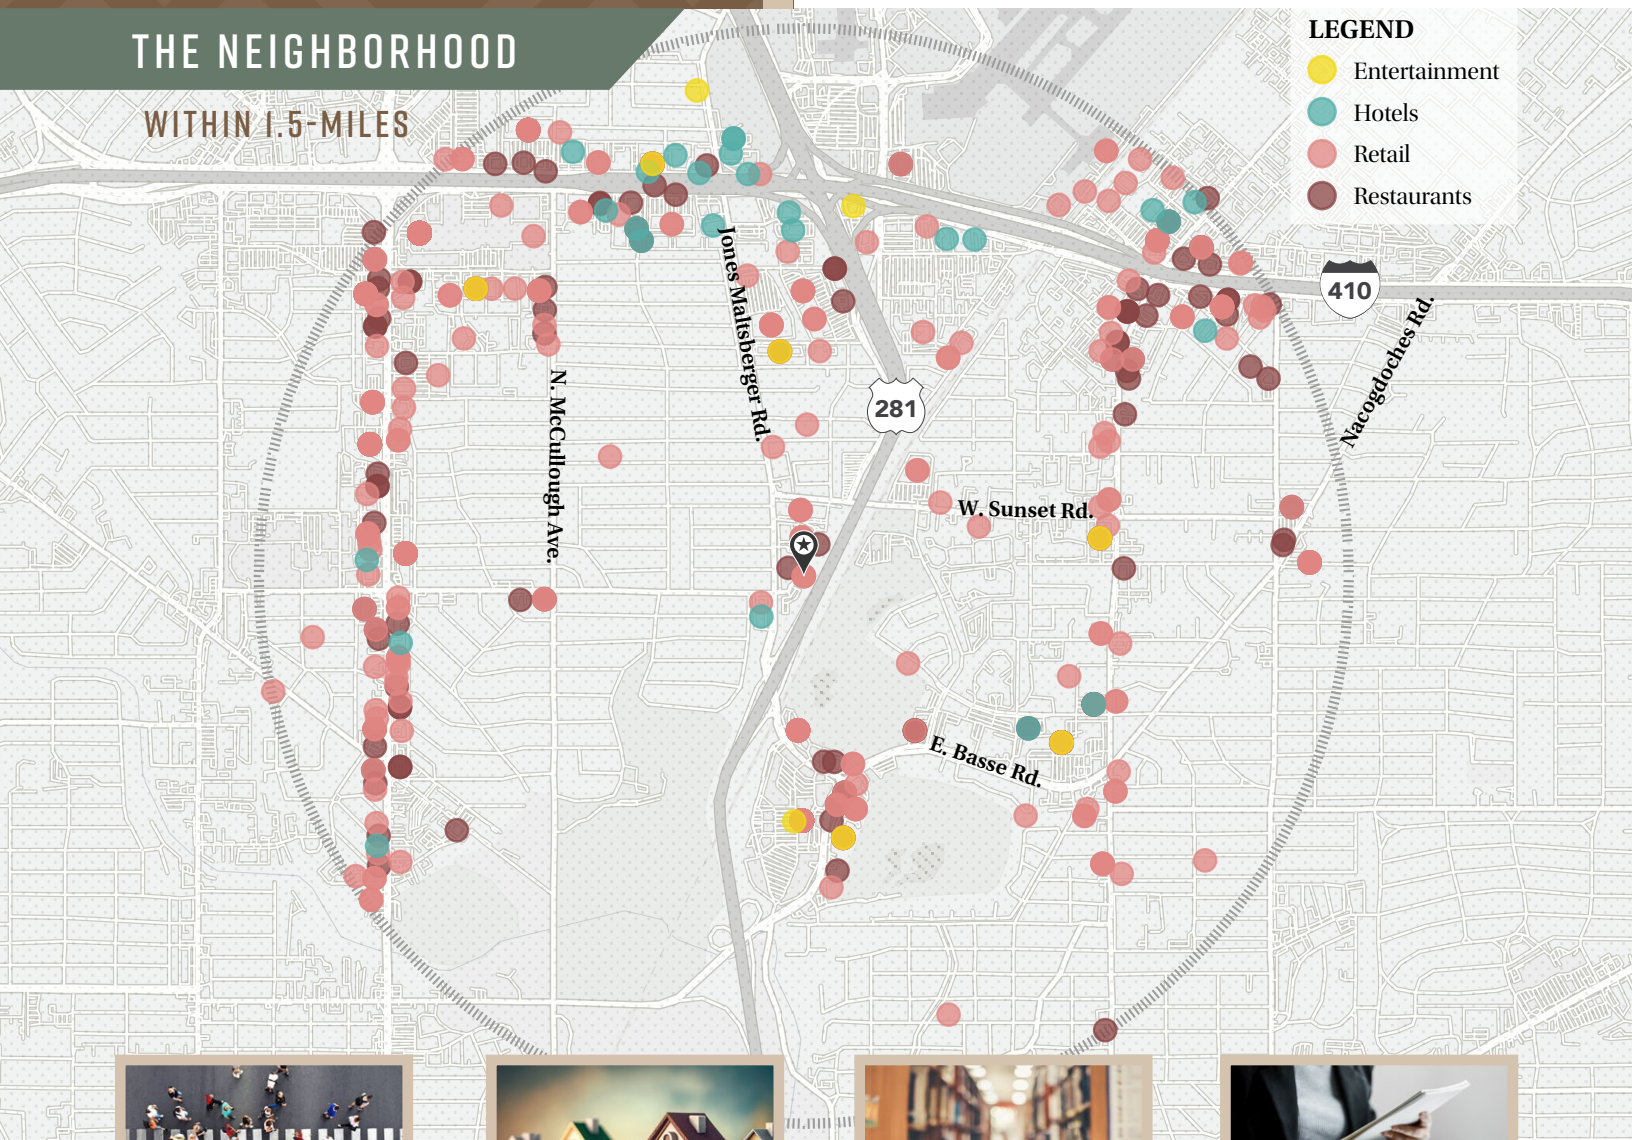 THE NEIGHBORHOOD
WITHIN 1.5-MILES
LEGEND
Entertainment
Hotels
Retail
Restaurants
410
281
Jones Maltsberger Rd.
N. McCullough Ave.
Nacogdoches Rd.
W. Sunset Rd.
E. Basse Rd.